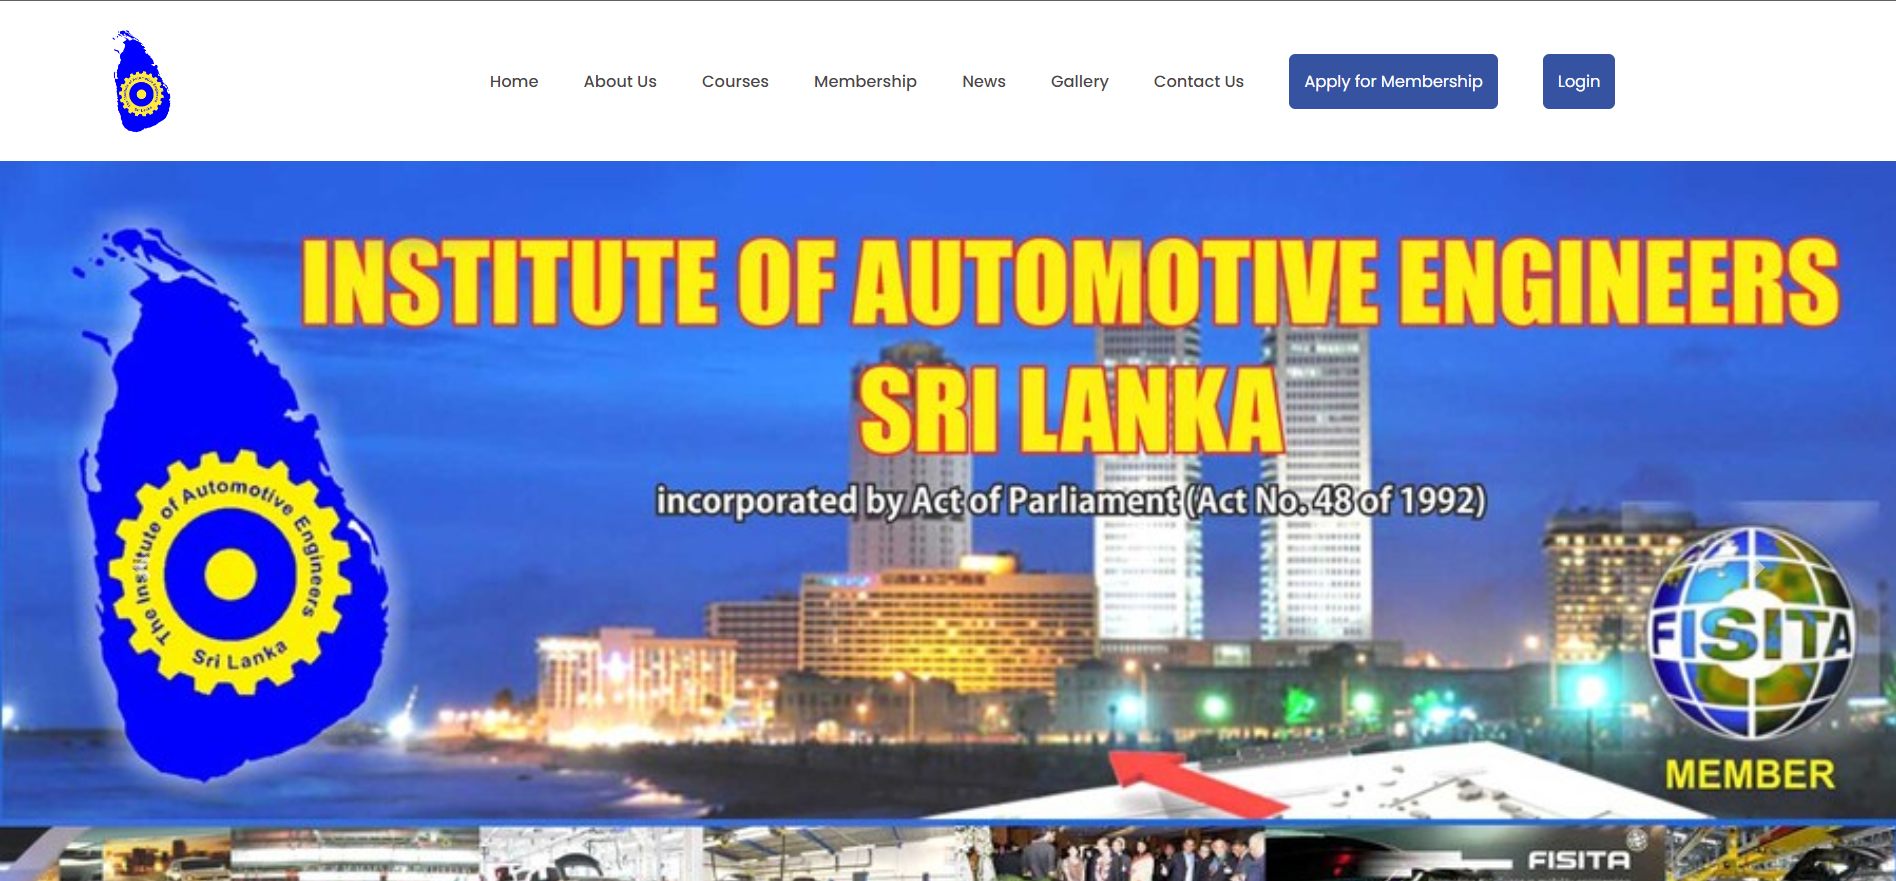 Home
About Us
Courses
Membership
News
Gallery
Contact Us
Apply for Membership
Login
INSTITUTE OF AUTOMOTIVE ENGINEERS
SRI LANKA
incorporated by Act of Parliament (Act No. 48 of 1992)
The Institute of Automotive Engineers
Sri Lanka
FISITA
MEMBER
FISITA